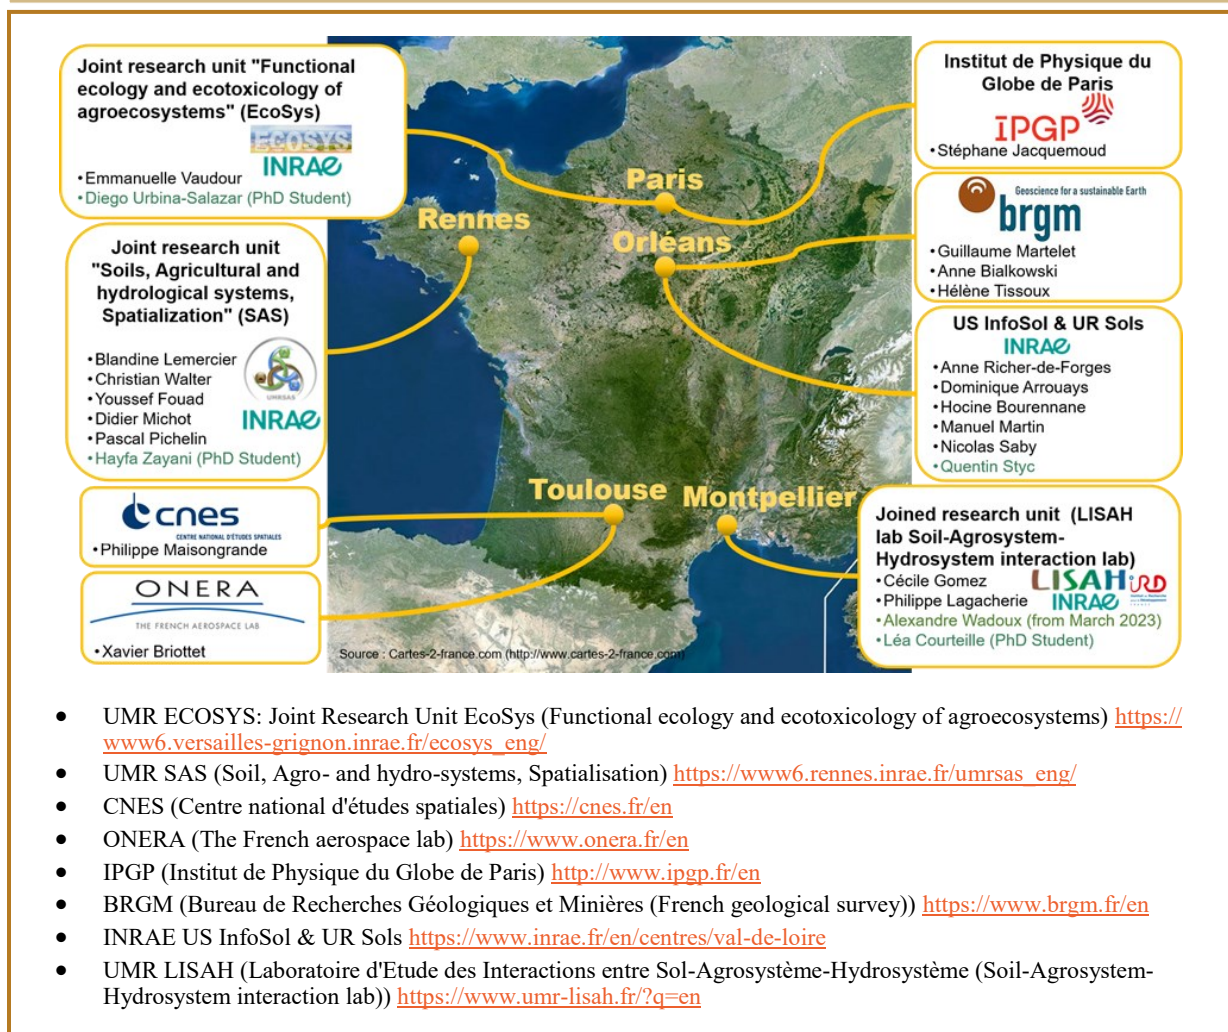 Joint research unit "Functional
ecology and ecotoxicology of
agroecosystems" (EcoSys)
ECOSYS
INRAE
•Emmanuelle Vaudour
•Diego Urbina-Salazar (PhD Student)
Joint research unit
"Soils, Agricultural and
hydrological systems,
Spatialization" (SAS)
•Blandine Lemercier
•Christian Walter
•Youssef Fouad
•Didier Michot
•Pascal Pichelin
•Hayfa Zayani (PhD Student)
UMRSAS
INRAE
cnes
CENTRE NATIONAL D'ÉTUDES SPATIALES
•Philippe Maisongrande
ONERA
THE FRENCH AEROSPACE LAB
•Xavier Briottet
Paris
Rennes
Orléans
Toulouse
Montpellier
Source : Cartes-2-france.com (http://www.cartes-2-france.com)
Institut de Physique du
Globe de Paris
IPGP
•Stéphane Jacquemoud
Geoscience for a sustainable Earth
brgm
•Guillaume Martelet
•Anne Bialkowski
•Hélène Tissoux
US InfoSol & UR Sols
INRAE
•Anne Richer-de-Forges
•Dominique Arrouays
•Hocine Bourennane
•Manuel Martin
•Nicolas Saby
•Quentin Styc
Joined research unit (LISAH
lab Soil-Agrosystem-
Hydrosystem interaction lab)
•Cécile Gomez
•Philippe Lagacherie
LISAH IRD
INRAE
•Alexandre Wadoux (from March 2023)
•Léa Courteille (PhD Student)
• UMR ECOSYS: Joint Research Unit EcoSys (Functional ecology and ecotoxicology of agroecosystems) https://
www6.versailles-grignon.inrae.fr/ecosys_eng/
• UMR SAS (Soil, Agro- and hydro-systems, Spatialisation) https://www6.rennes.inrae.fr/umrsas_eng/
• CNES (Centre national d'études spatiales) https://cnes.fr/en
• ONERA (The French aerospace lab) https://www.onera.fr/en
• IPGP (Institut de Physique du Globe de Paris) http://www.ipgp.fr/en
• BRGM (Bureau de Recherches Géologiques et Minières (French geological survey)) https://www.brgm.fr/en
• INRAE US InfoSol & UR Sols https://www.inrae.fr/en/centres/val-de-loire
• UMR LISAH (Laboratoire d'Etude des Interactions entre Sol-Agrosystème-Hydrosystème (Soil-Agrosystem-
Hydrosystem interaction lab)) https://www.umr-lisah.fr/?q=en